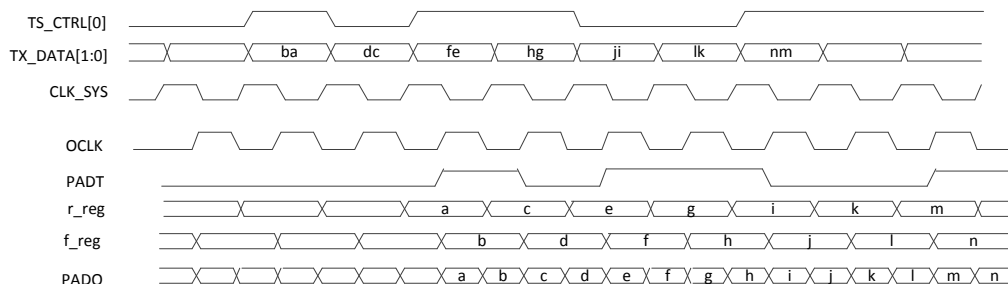 TS_CTRL[0]
TX_DATA[1:0] ba dc fe hg ji lk nm
CLK_SYS
OCLK
PADT
r_reg a c e g i k m
f_reg b d f h j l n
PADO a b c d e f g h i j k l m n